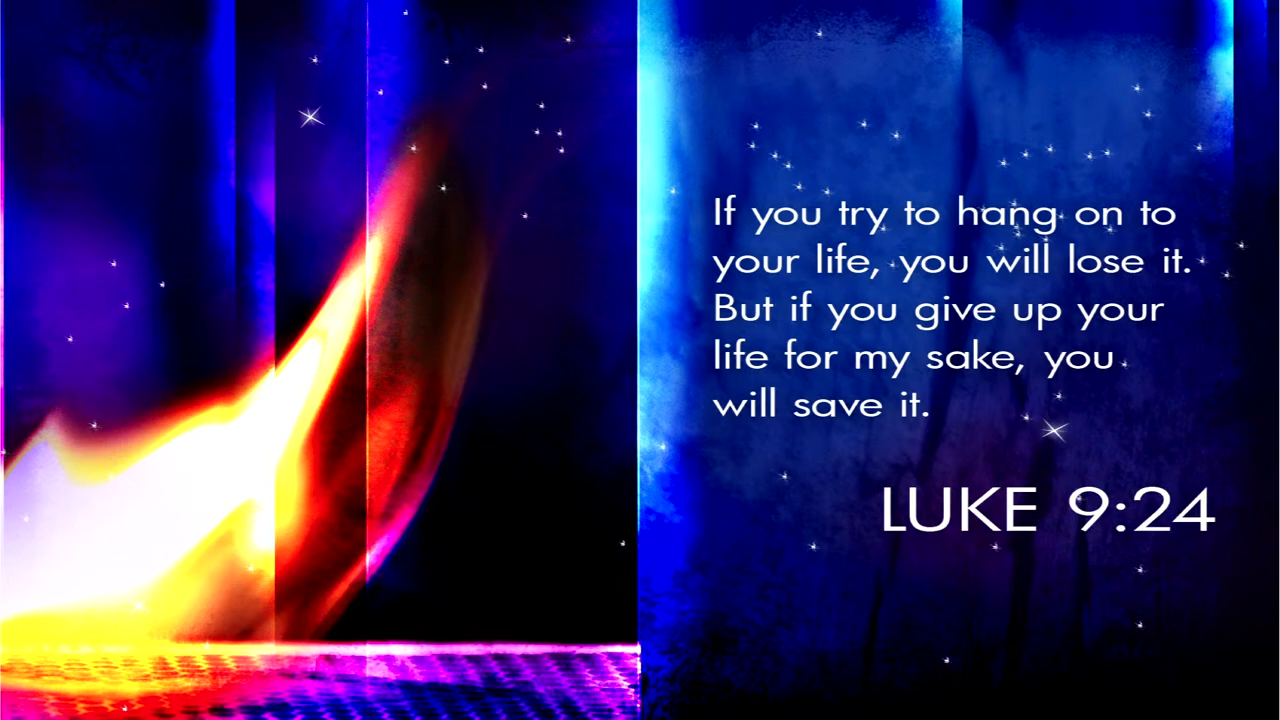 If you try to hang on to
your life, you will lose it.
But if you give up your
life for my sake, you
will save it.
LUKE 9:24